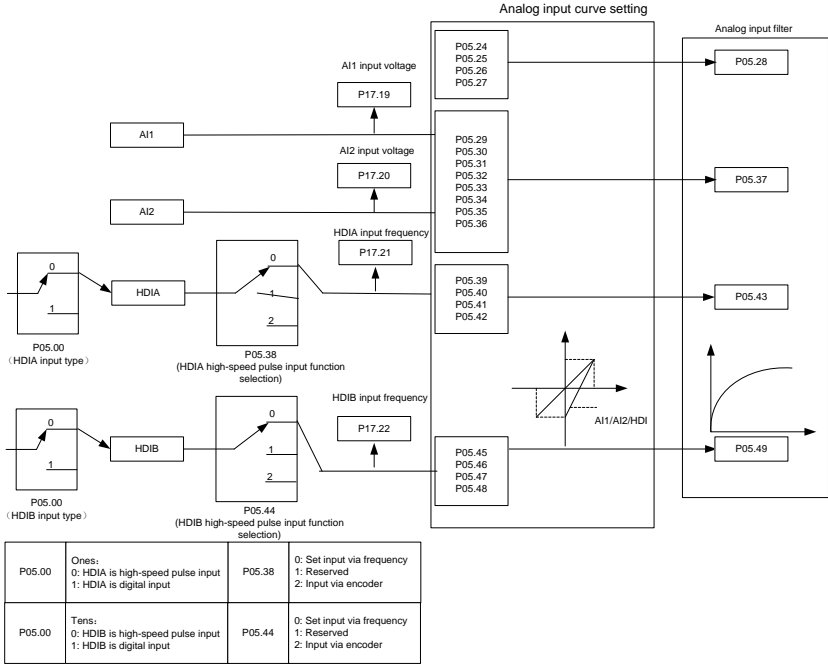 Analog input curve setting
Analog input filter
P05.24
P05.25
P05.26
P05.27
P05.28
AI1 input voltage
P17.19
AI1
P05.29
P05.30
P05.31
P05.32
P05.33
P05.34
P05.35
P05.36
P05.37
AI2 input voltage
P17.20
AI2
HDIA input frequency
P17.21
0
1
P05.00
（HDIA input type）
HDIA
0
1
2
P05.38
(HDIA high-speed pulse input function
selection)
P05.39
P05.40
P05.41
P05.42
P05.43
AI1/AI2/HDI
HDIB input frequency
P17.22
0
1
P05.00
（HDIB input type）
HDIB
0
1
2
P05.44
(HDIB high-speed pulse input function
selection)
P05.45
P05.46
P05.47
P05.48
P05.49
P05.00
Ones：
0: HDIA is high-speed pulse input
1: HDIA is digital input
P05.38
0: Set input via frequency
1: Reserved
2: Input via encoder
P05.00
Tens：
0: HDIB is high-speed pulse input
1: HDIB is digital input
P05.44
0: Set input via frequency
1: Reserved
2: Input via encoder